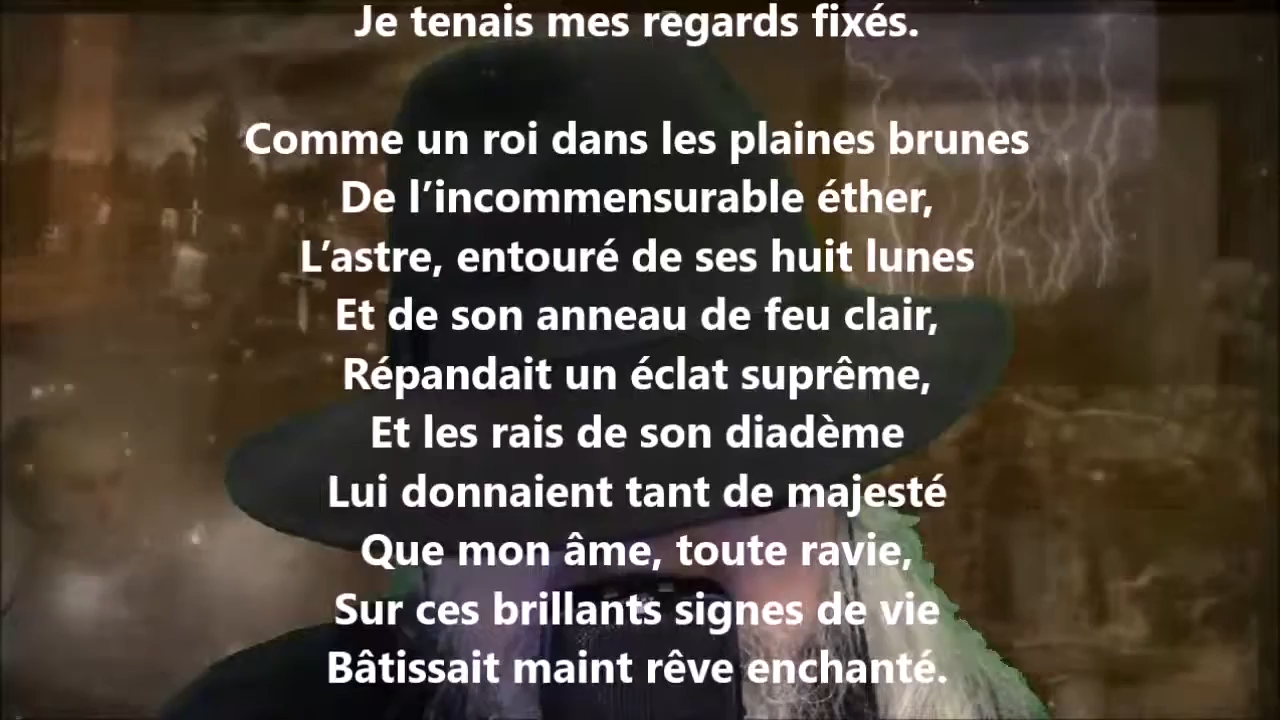 Je tenais mes regards fixés.
Comme un roi dans les plaines brunes
De l’incommensurable éther,
L’astre, entouré de ses huit lunes
Et de son anneau de feu clair,
Répandait un éclat suprême,
Et les rais de son diadème
Lui donnaient tant de majesté
Que mon âme, toute ravie,
Sur ces brillants signes de vie
Bâtissait maint rêve enchanté.